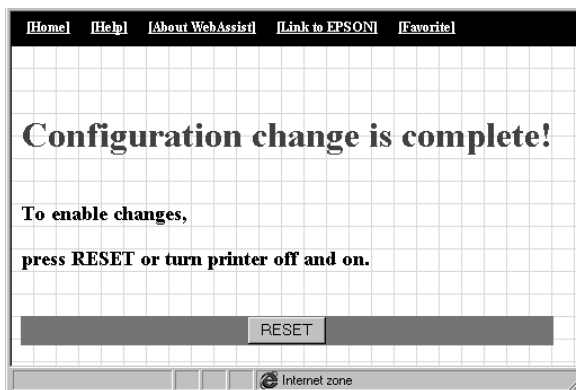 [Home] [Help] [About WebAssist] [Link to EPSON] [Favorite]
Configuration change is complete!
To enable changes,
press RESET or turn printer off and on.
RESET
Internet zone